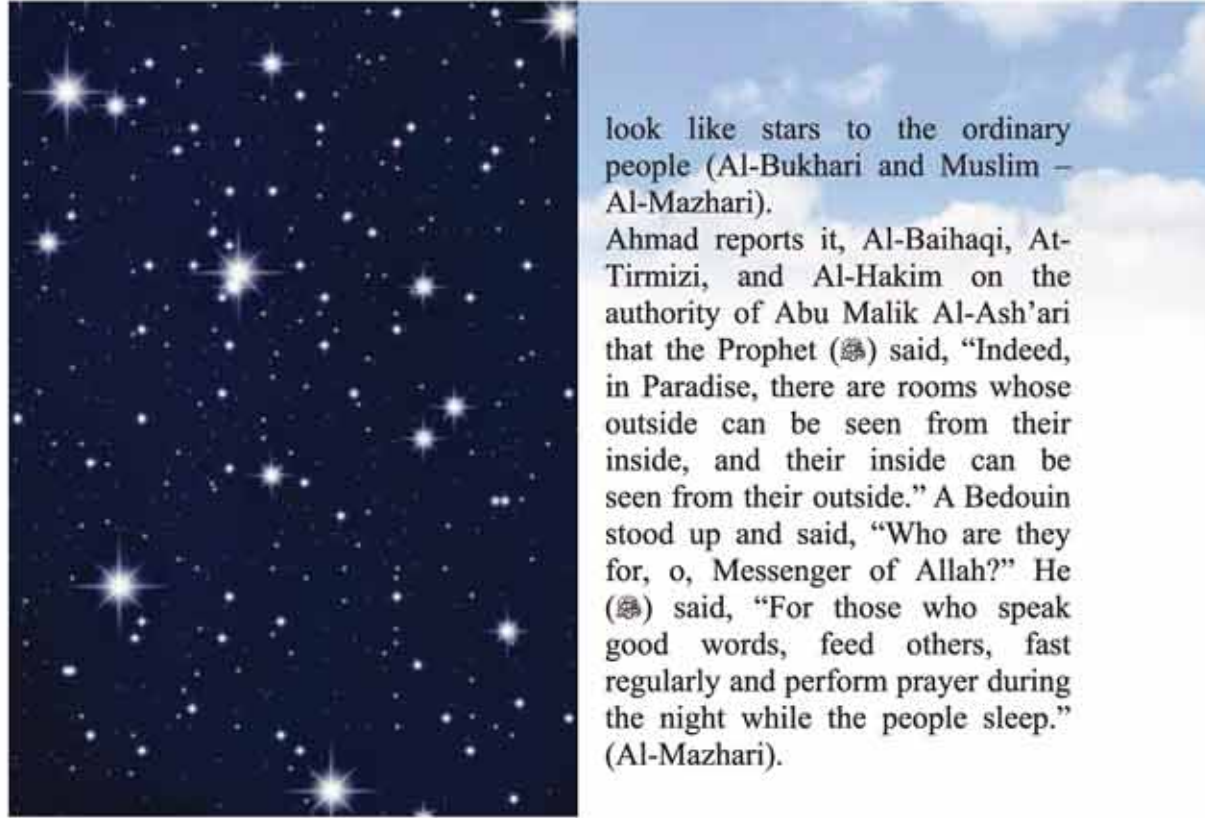 look like stars to the ordinary
people (Al-Bukhari and Muslim –
Al-Mazhari).
Ahmad reports it, Al-Baihaqi, At-
Tirmizi, and Al-Hakim on the
authority of Abu Malik Al-Ash’ari
that the Prophet (ﷺ) said, “Indeed,
in Paradise, there are rooms whose
outside can be seen from their
inside, and their inside can be
seen from their outside.” A Bedouin
stood up and said, “Who are they
for, o, Messenger of Allah?” He
(ﷺ) said, “For those who speak
good words, feed others, fast
regularly and perform prayer during
the night while the people sleep.”
(Al-Mazhari).